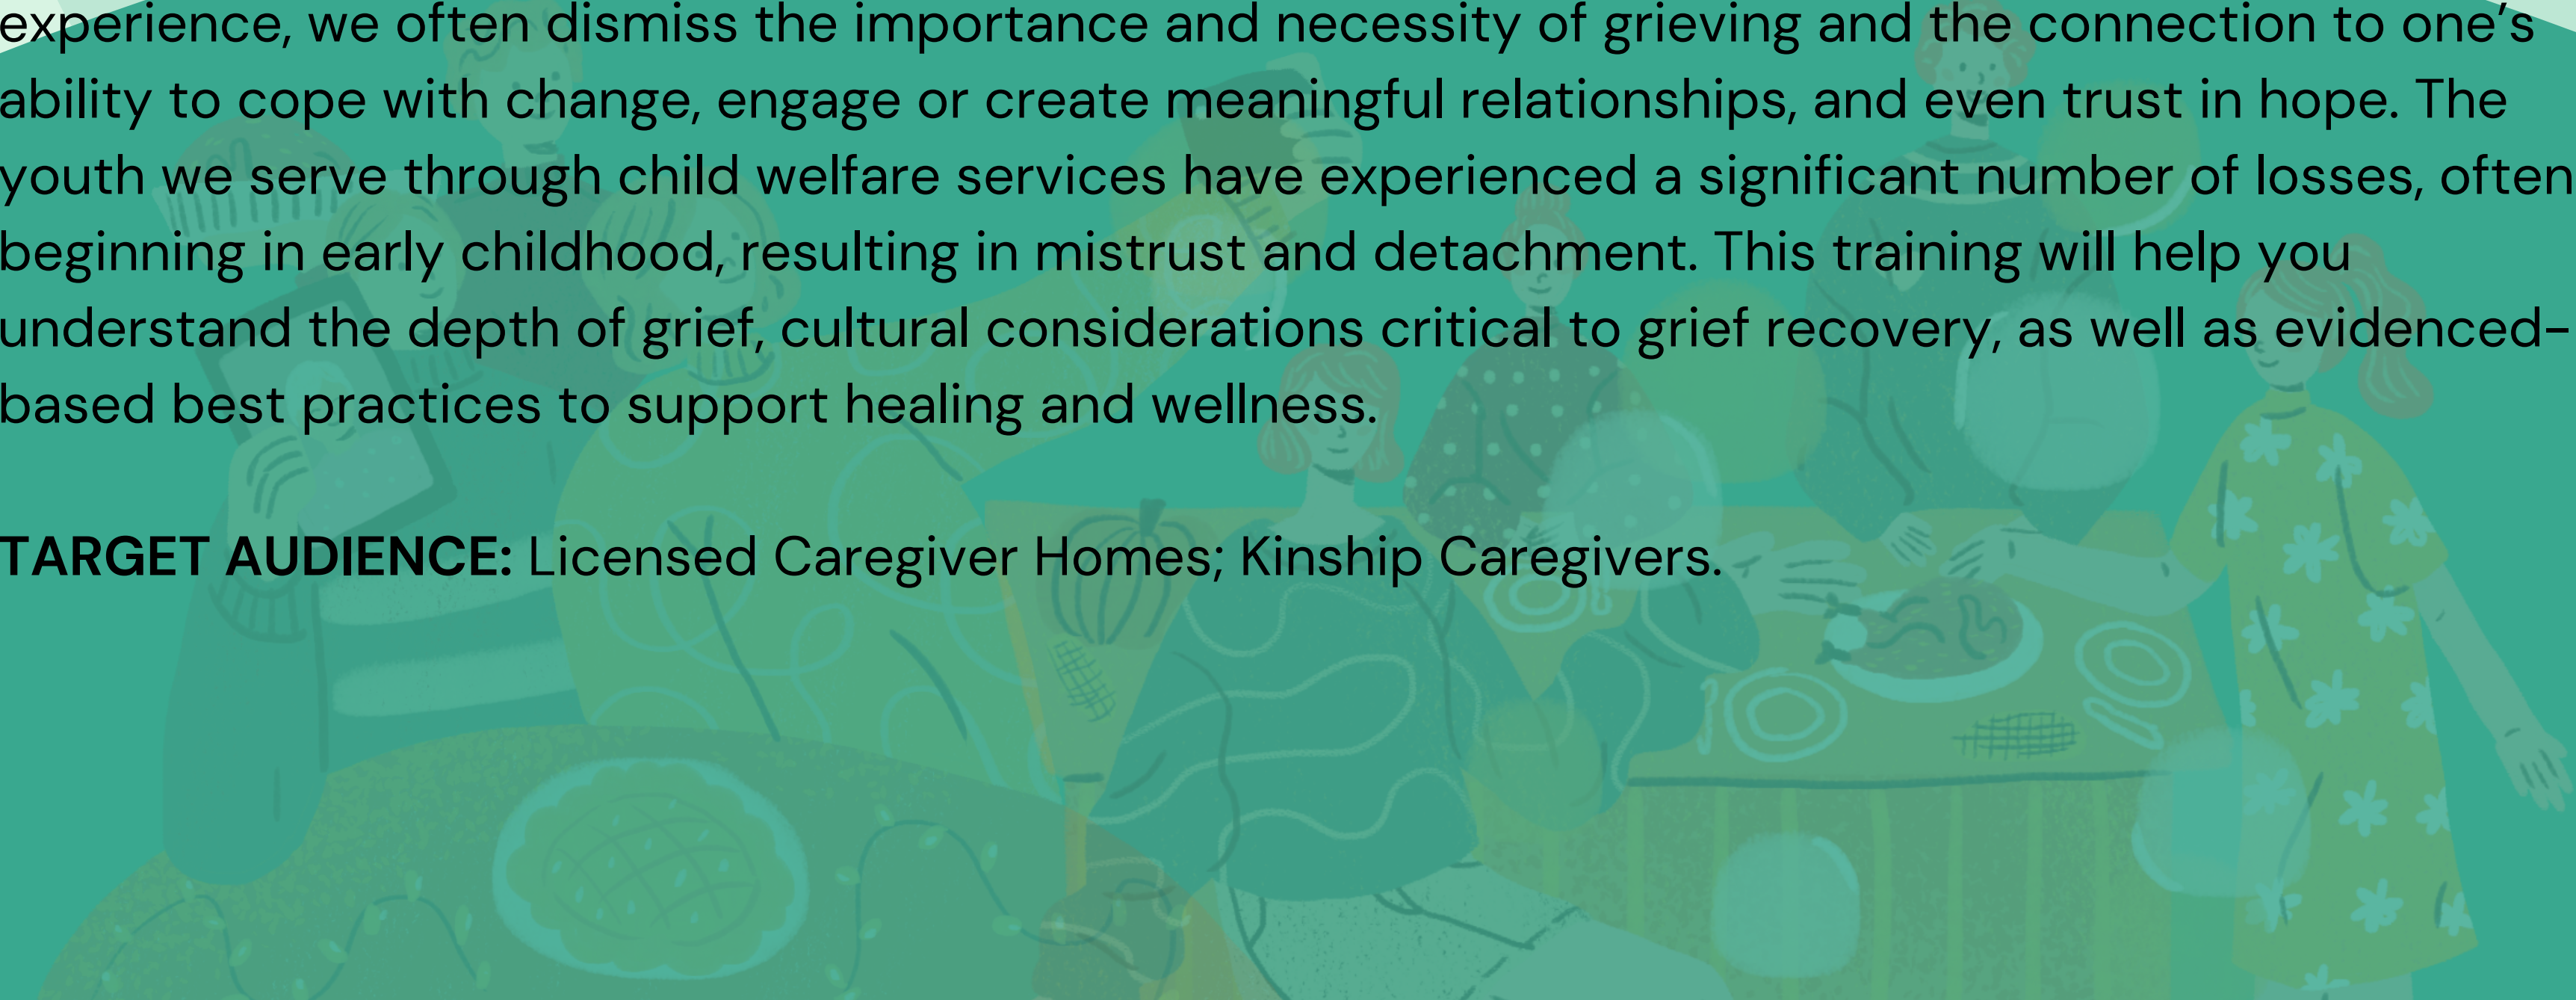 experience, we often dismiss the importance and necessity of grieving and the connection to one’s
ability to cope with change, engage or create meaningful relationships, and even trust in hope. The
youth we serve through child welfare services have experienced a significant number of losses, often
beginning in early childhood, resulting in mistrust and detachment. This training will help you
understand the depth of grief, cultural considerations critical to grief recovery, as well as evidenced-
based best practices to support healing and wellness.
TARGET AUDIENCE: Licensed Caregiver Homes; Kinship Caregivers.